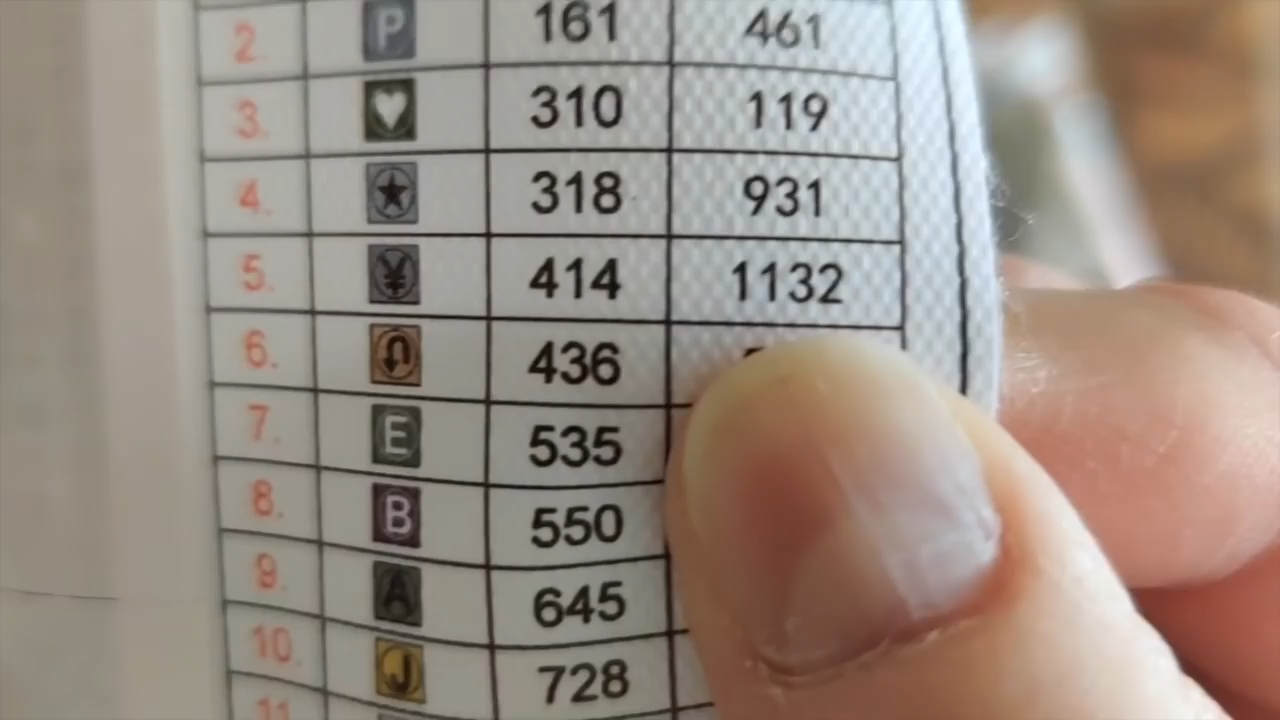 2. P 161 461
3. ♥ 310 119
4. ★ 318 931
5. ¥ 414 1132
6. 436
7. E 535
8. B 550
9. A 645
10. J 728
11.